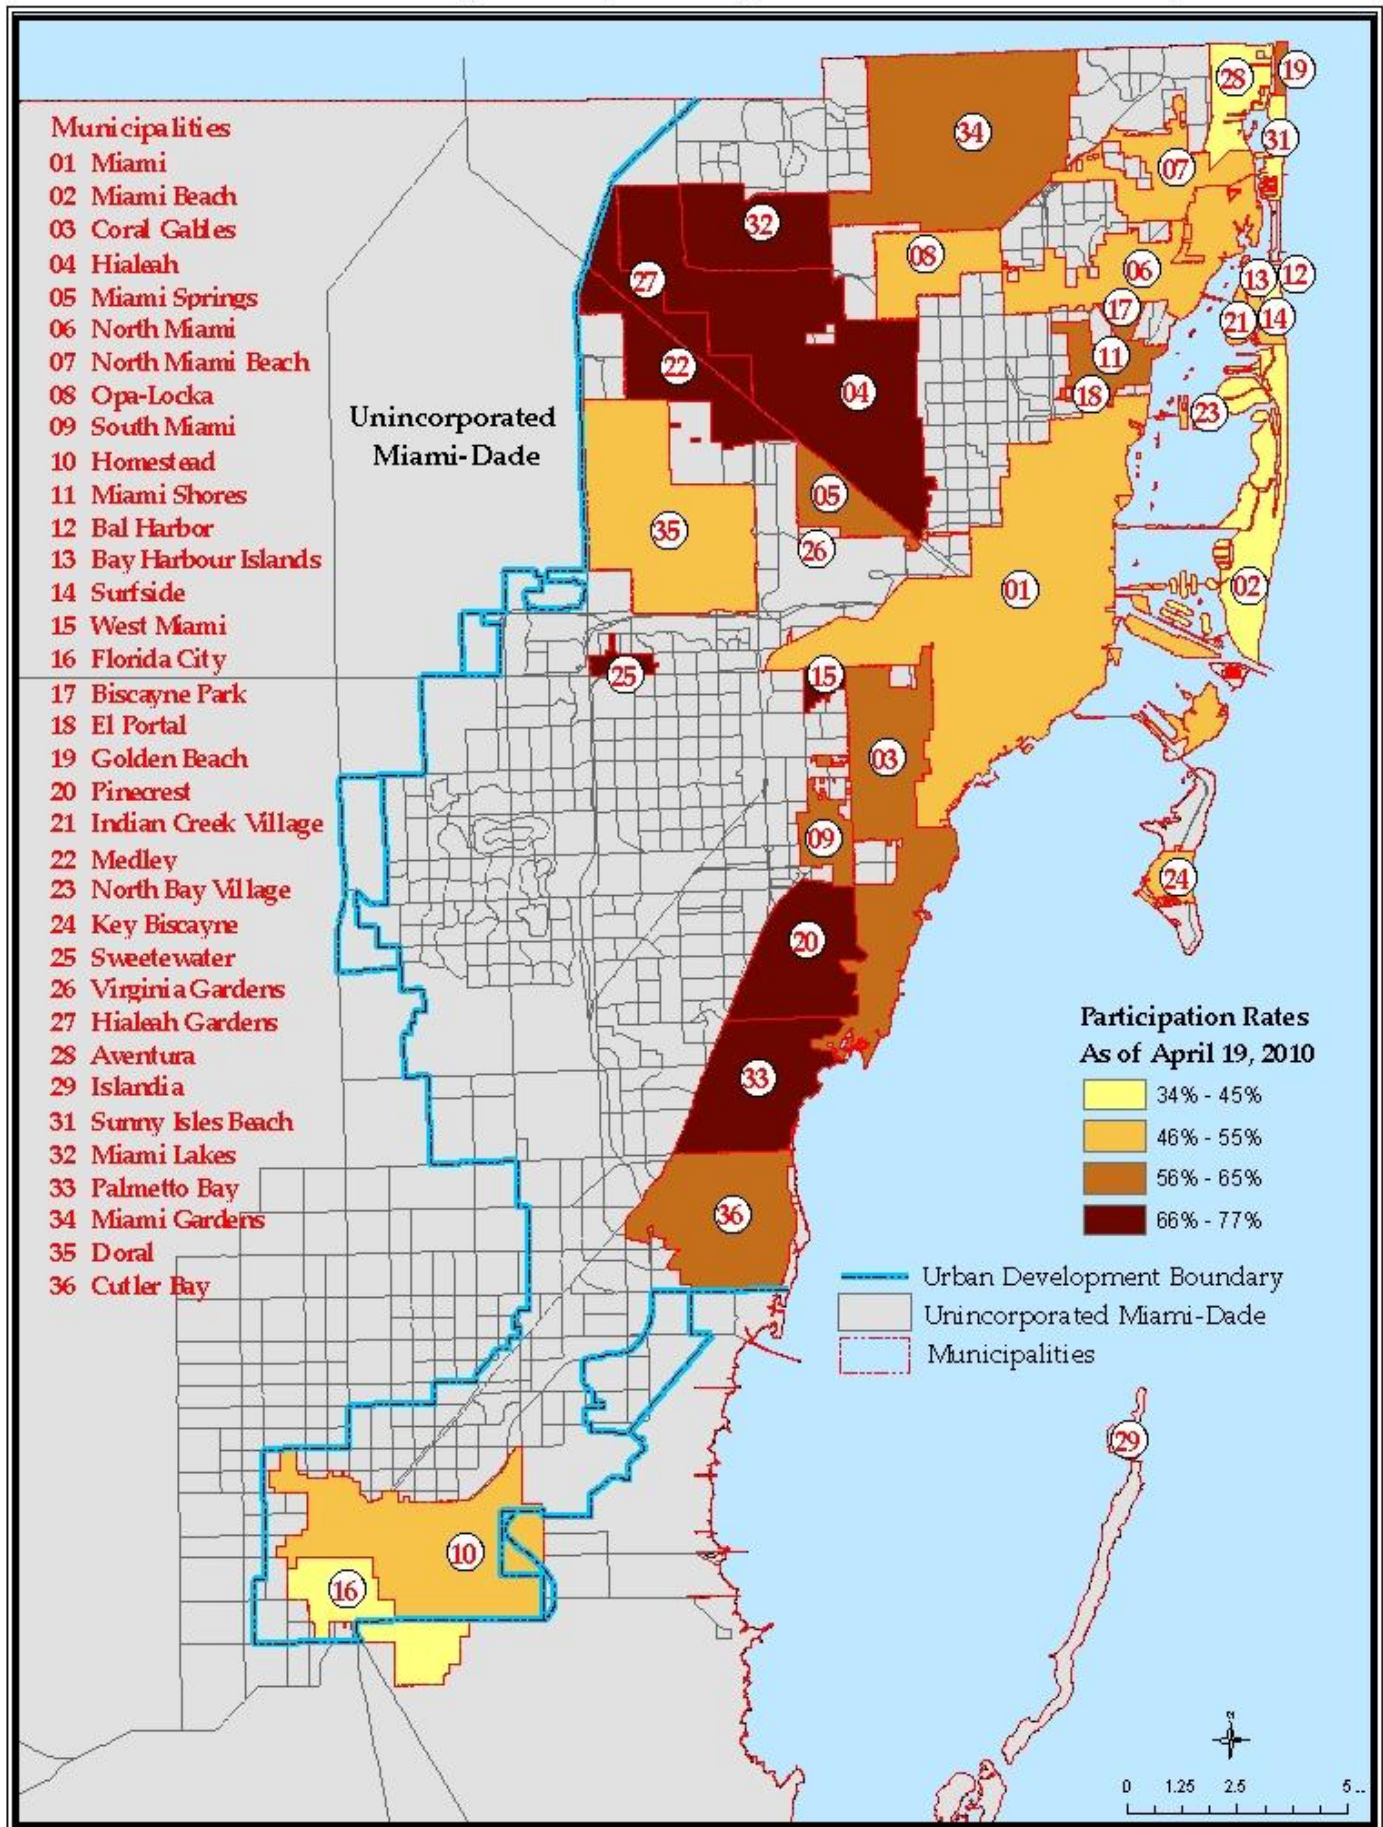 Municipalities
01 Miami
02 Miami Beach
03 Coral Gables
04 Hialeah
05 Miami Springs
06 North Miami
07 North Miami Beach
08 Opa-Locka
09 South Miami
10 Homestead
11 Miami Shores
12 Bal Harbor
13 Bay Harbour Islands
14 Surfside
15 West Miami
16 Florida City
17 Biscayne Park
18 El Portal
19 Golden Beach
20 Pinecrest
21 Indian Creek Village
22 Medley
23 North Bay Village
24 Key Biscayne
25 Sweetewater
26 Virginia Gardens
27 Hialeah Gardens
28 Aventura
29 Islandia
31 Sunny Isles Beach
32 Miami Lakes
33 Palmetto Bay
34 Miami Gardens
35 Doral
36 Cutler Bay
Unincorporated
Miami-Dade
28
19
34
31
07
32
08
06
13
12
27
17
21
14
11
22
18
04
23
05
35
26
01
02
25
15
03
09
24
20
33
36
29
10
16
Participation Rates
As of April 19, 2010
34% - 45%
46% - 55%
56% - 65%
66% - 77%
Urban Development Boundary
Unincorporated Miami-Dade
Municipalities
0 1.25 2.5 5...